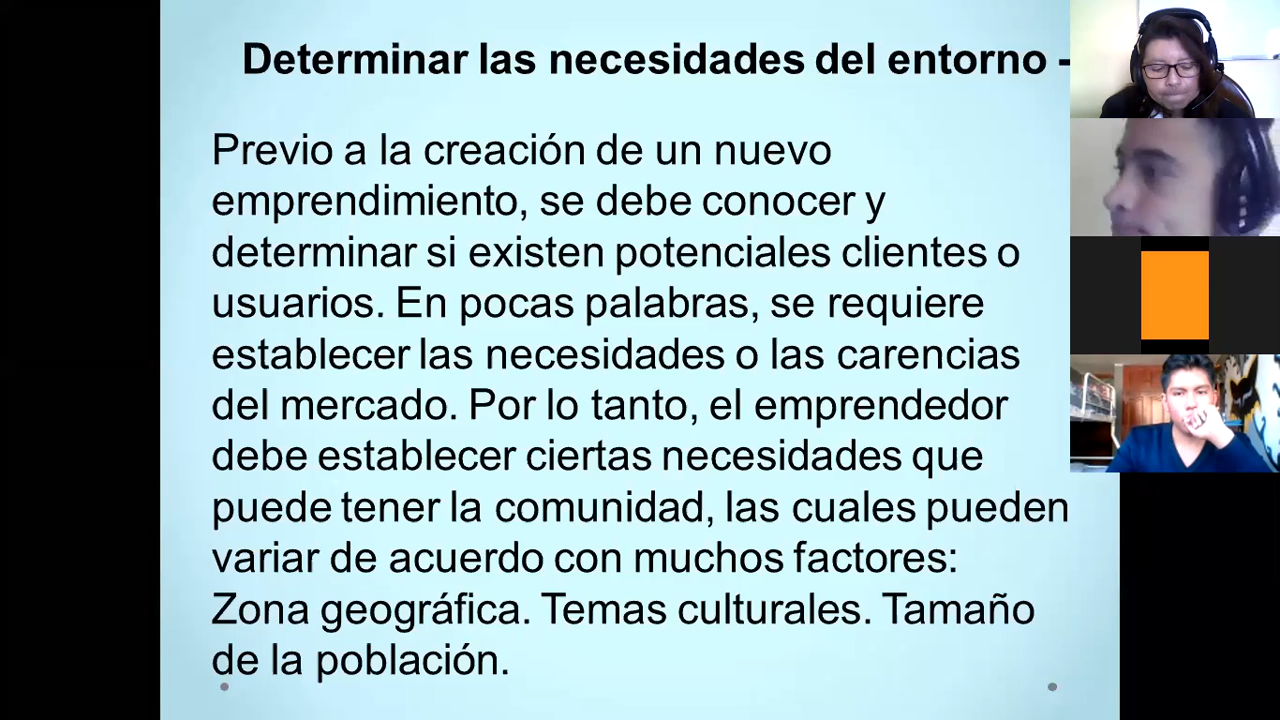 Determinar las necesidades del entorno -
Previo a la creación de un nuevo
emprendimiento, se debe conocer y
determinar si existen potenciales clientes o
usuarios. En pocas palabras, se requiere
establecer las necesidades o las carencias
del mercado. Por lo tanto, el emprendedor
debe establecer ciertas necesidades que
puede tener la comunidad, las cuales pueden
variar de acuerdo con muchos factores:
Zona geográfica. Temas culturales. Tamaño
de la población.